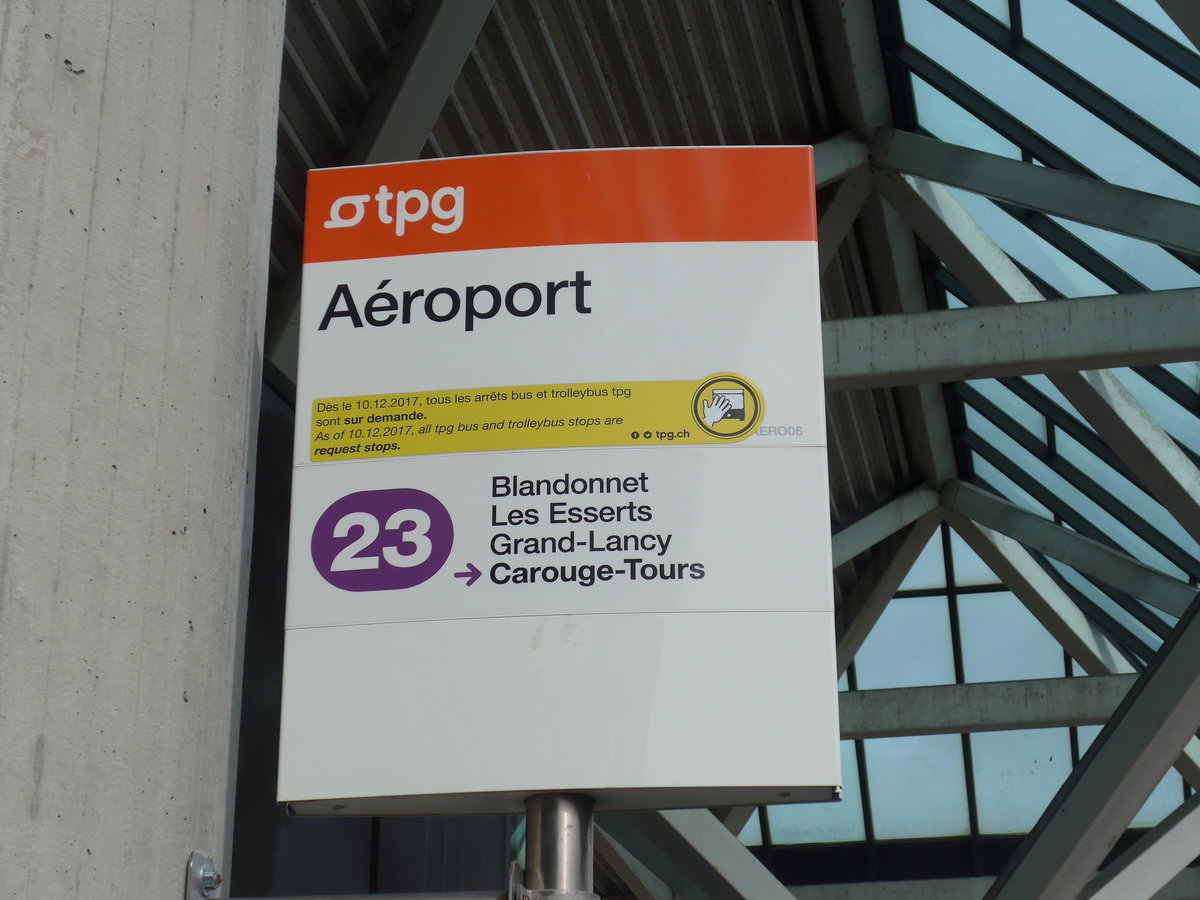 tpg
Aéroport
Dès le 10.12.2017, tous les arrêts bus et trolleybus tpg
sont sur demande.
As of 10.12.2017, all tpg bus and trolleybus stops are
request stops.
tpg.ch
AERO06
23
Blandonnet
Les Esserts
Grand-Lancy
→ Carouge-Tours